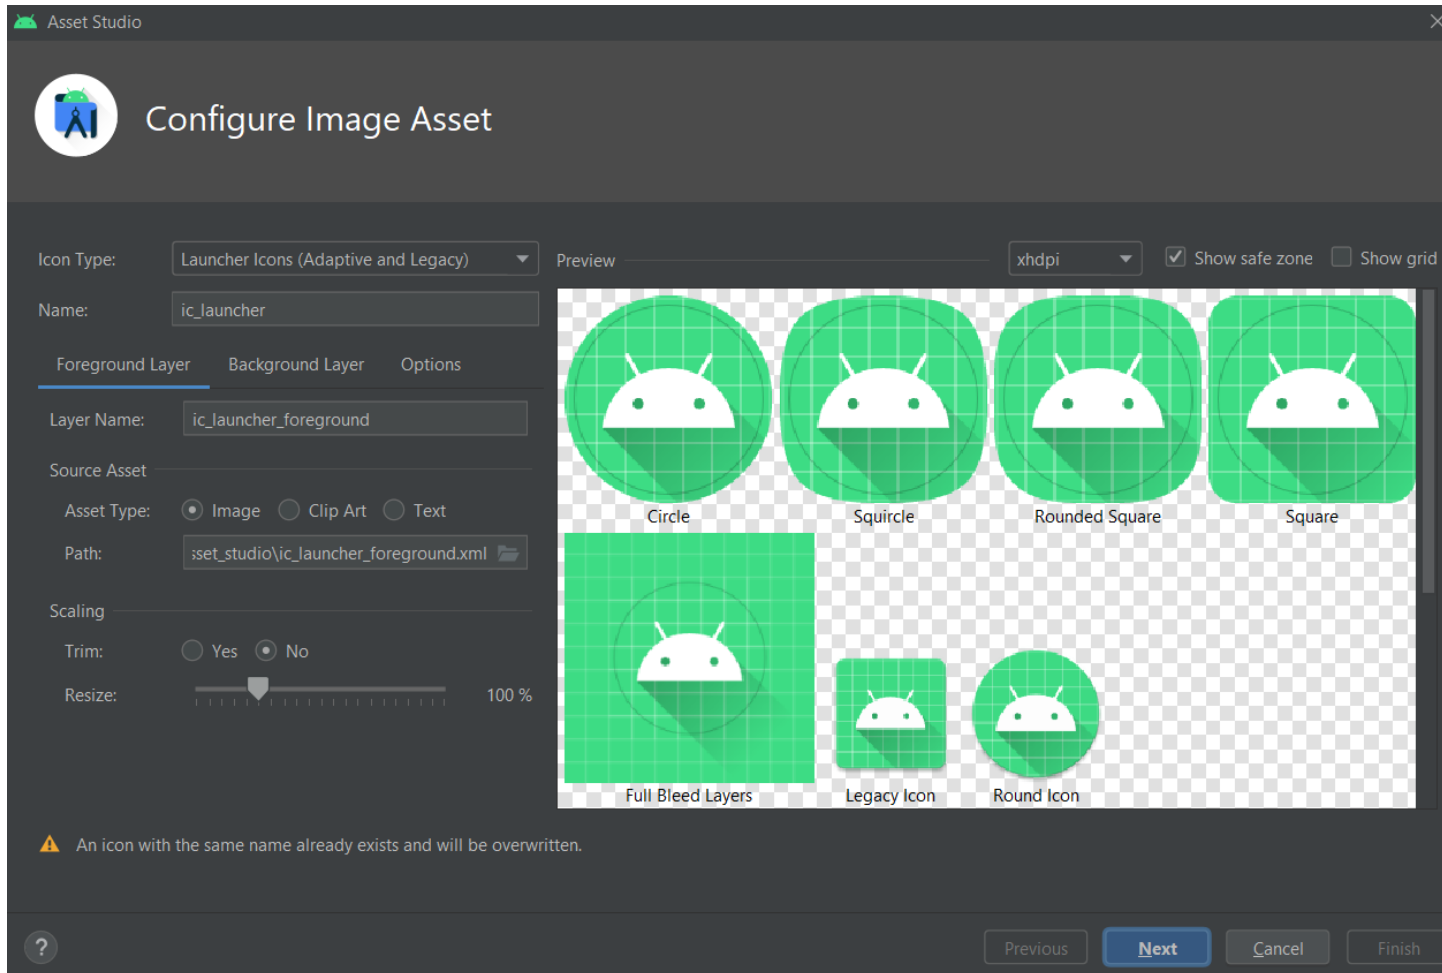 Asset Studio
Configure Image Asset
Icon Type: Launcher Icons (Adaptive and Legacy)
Name: ic_launcher
Foreground Layer Background Layer Options
Layer Name: ic_launcher_foreground
Source Asset
Asset Type: Image Clip Art Text
Path: sset_studio\ic_launcher_foreground.xml
Scaling
Trim: Yes No
Resize: 100 %
Preview xhdpi Show safe zone Show grid
Circle Squircle Rounded Square Square
Full Bleed Layers Legacy Icon Round Icon
An icon with the same name already exists and will be overwritten.
? Previous Next Cancel Finish